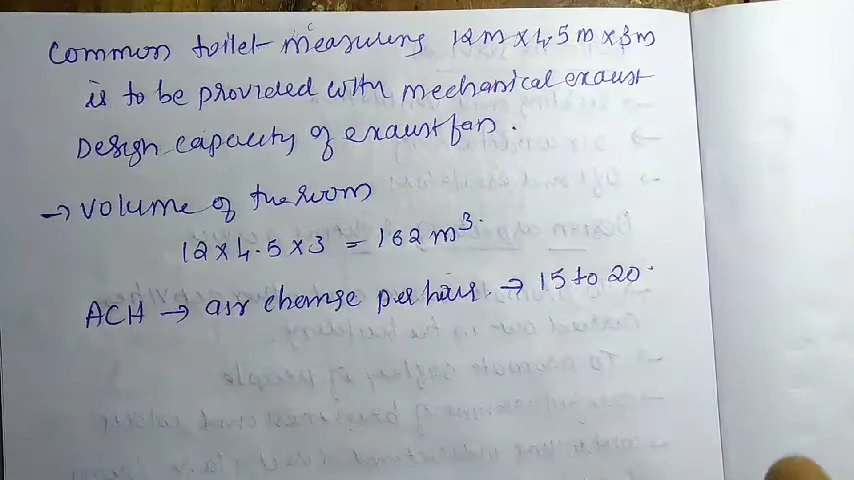 Common toilet measuring 12m x 4.5m x 3m
is to be provided with mechanical exaust
Design capacity of exaust fan.
→ Volume of the room
12 x 4.5 x 3 = 162 m³.
ACH → air change per hour. → 15 to 20.